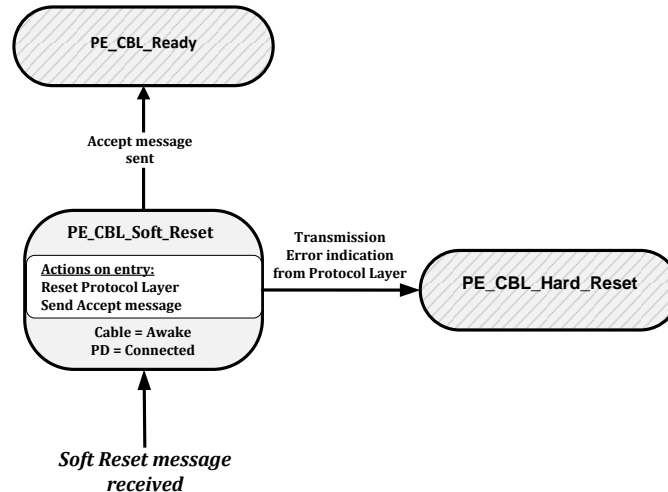 PE_CBL_Ready
Accept message
sent
PE_CBL_Soft_Reset
Actions on entry:
Reset Protocol Layer
Send Accept message
Cable = Awake
PD = Connected
Transmission
Error indication
from Protocol Layer
PE_CBL_Hard_Reset
Soft Reset message
received